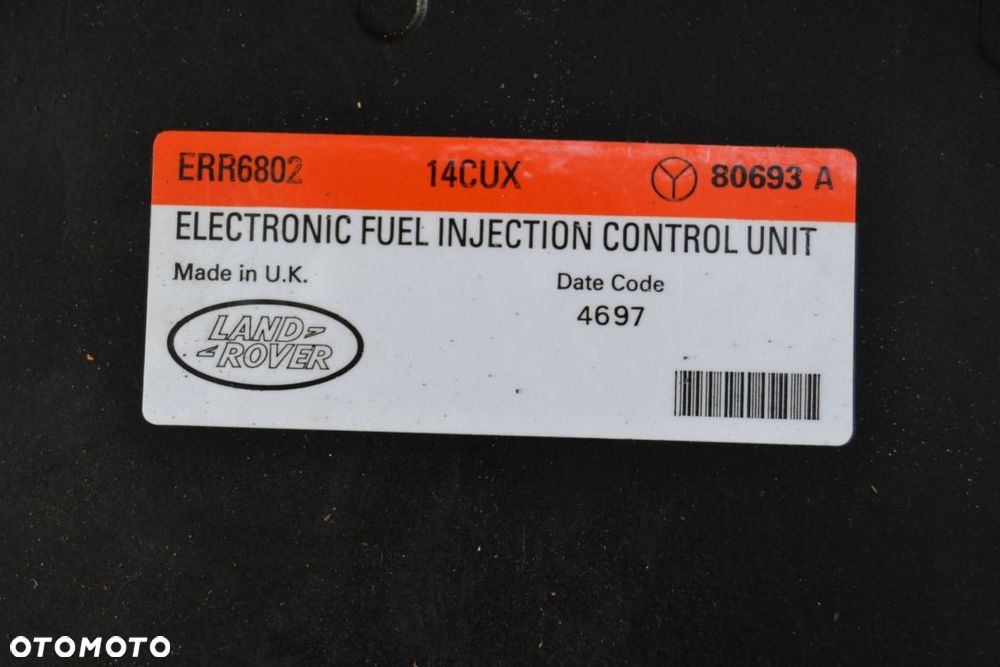 ERR6802 14CUX 80693 A
ELECTRONIC FUEL INJECTION CONTROL UNIT
Made in U.K. Date Code
4697
LAND
ROVER
OTOMOTO